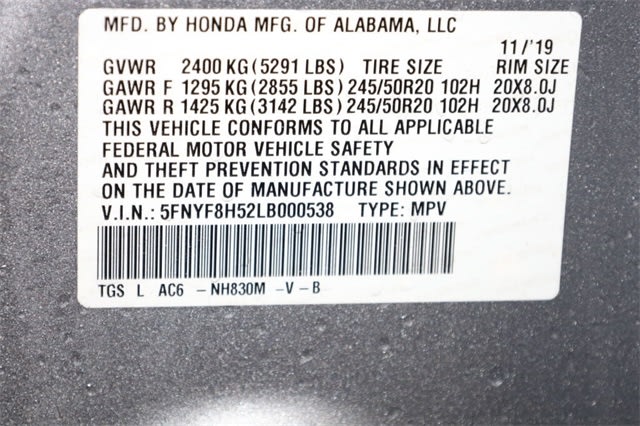 MFD. BY HONDA MFG. OF ALABAMA, LLC
11/'19
GVWR 2400 KG (5291 LBS) TIRE SIZE RIM SIZE
GAWR F 1295 KG (2855 LBS) 245/50R20 102H 20X8.0J
GAWR R 1425 KG (3142 LBS) 245/50R20 102H 20X8.0J
THIS VEHICLE CONFORMS TO ALL APPLICABLE
FEDERAL MOTOR VEHICLE SAFETY
AND THEFT PREVENTION STANDARDS IN EFFECT
ON THE DATE OF MANUFACTURE SHOWN ABOVE.
V.I.N.: 5FNYF8H52LB000538 TYPE: MPV
TGS L AC6 - NH830M - V - B